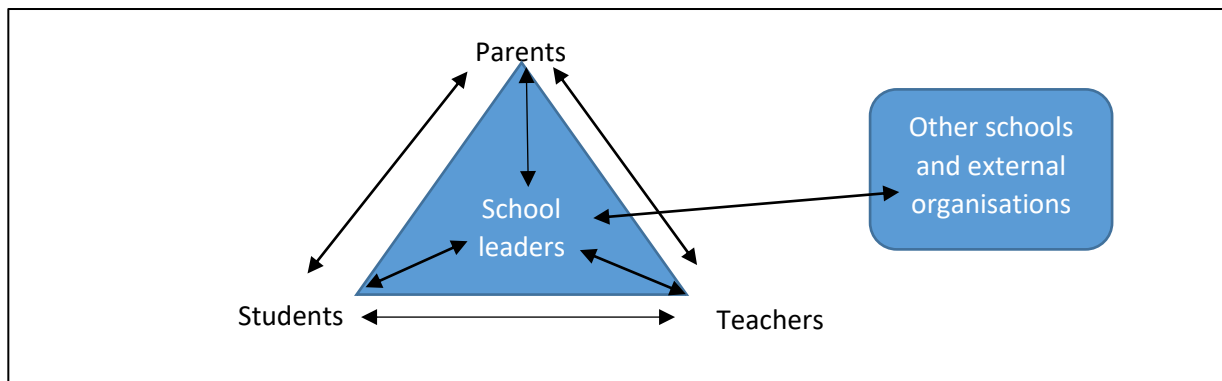 Parents
Other schools
and external
organisations
School
leaders
Students
Teachers